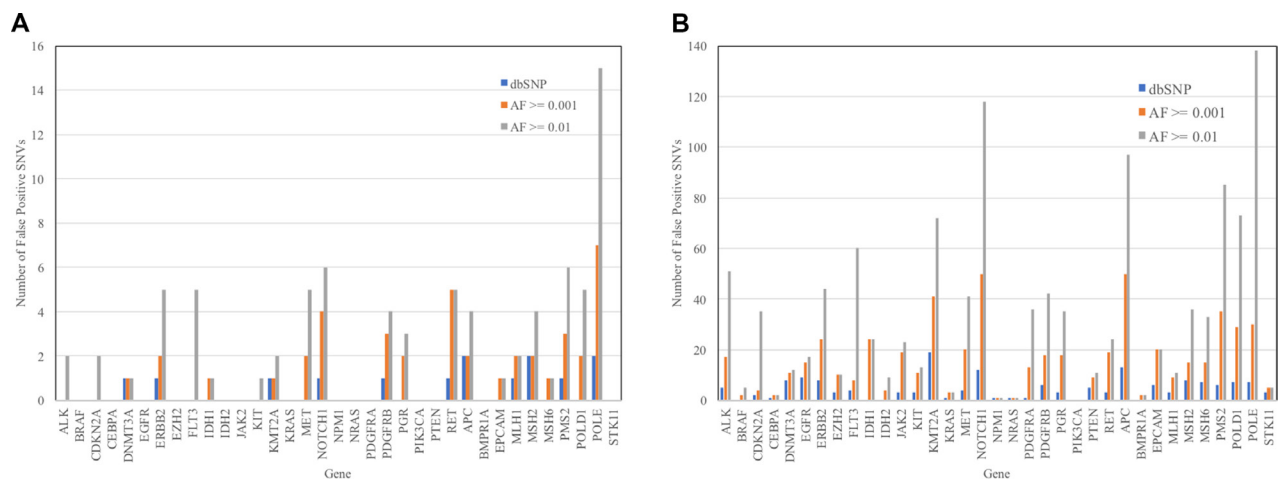 A
16
14
12
10
8
6
4
2
0
Number of False Positive SNVs
dbSNP
AF >= 0.001
AF >= 0.01
ALK
BRAF
CDKN2A
CEBPA
DNMT3A
EGFR
ERBB2
EZH2
FLT3
IDH1
IDH2
JAK2
KIT
KMT2A
KRAS
MET
NOTCH1
NPM1
NRAS
PDGFRA
PDGFRB
PGR
PIK3CA
PTEN
RET
APC
BMPR1A
EPCAM
MLH1
MSH2
MSH6
PMS2
POLD1
POLE
STK11
Gene
B
140
120
100
80
60
40
20
0
Number of False Positive SNVs
dbSNP
AF >= 0.001
AF >= 0.01
ALK
BRAF
CDKN2A
CEBPA
DNMT3A
EGFR
ERBB2
EZH2
FLT3
IDH1
IDH2
JAK2
KIT
KMT2A
KRAS
MET
NOTCH1
NPM1
NRAS
PDGFRA
PDGFRB
PGR
PIK3CA
PTEN
RET
APC
BMPR1A
EPCAM
MLH1
MSH2
MSH6
PMS2
POLD1
POLE
STK11
Gene